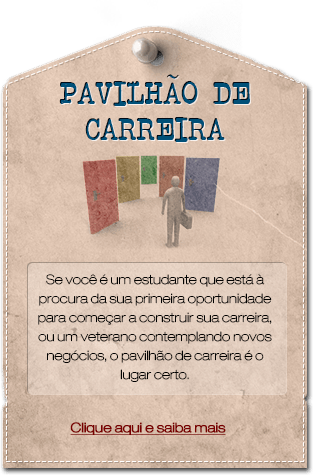 PAVILHÃO DE
CARREIRA
Se você é um estudante que está à
procura da sua primeira oportunidade
para começar a construir sua carreira,
ou um veterano contemplando novos
negócios, o pavilhão de carreira é o
lugar certo.
Clique aqui e saiba mais